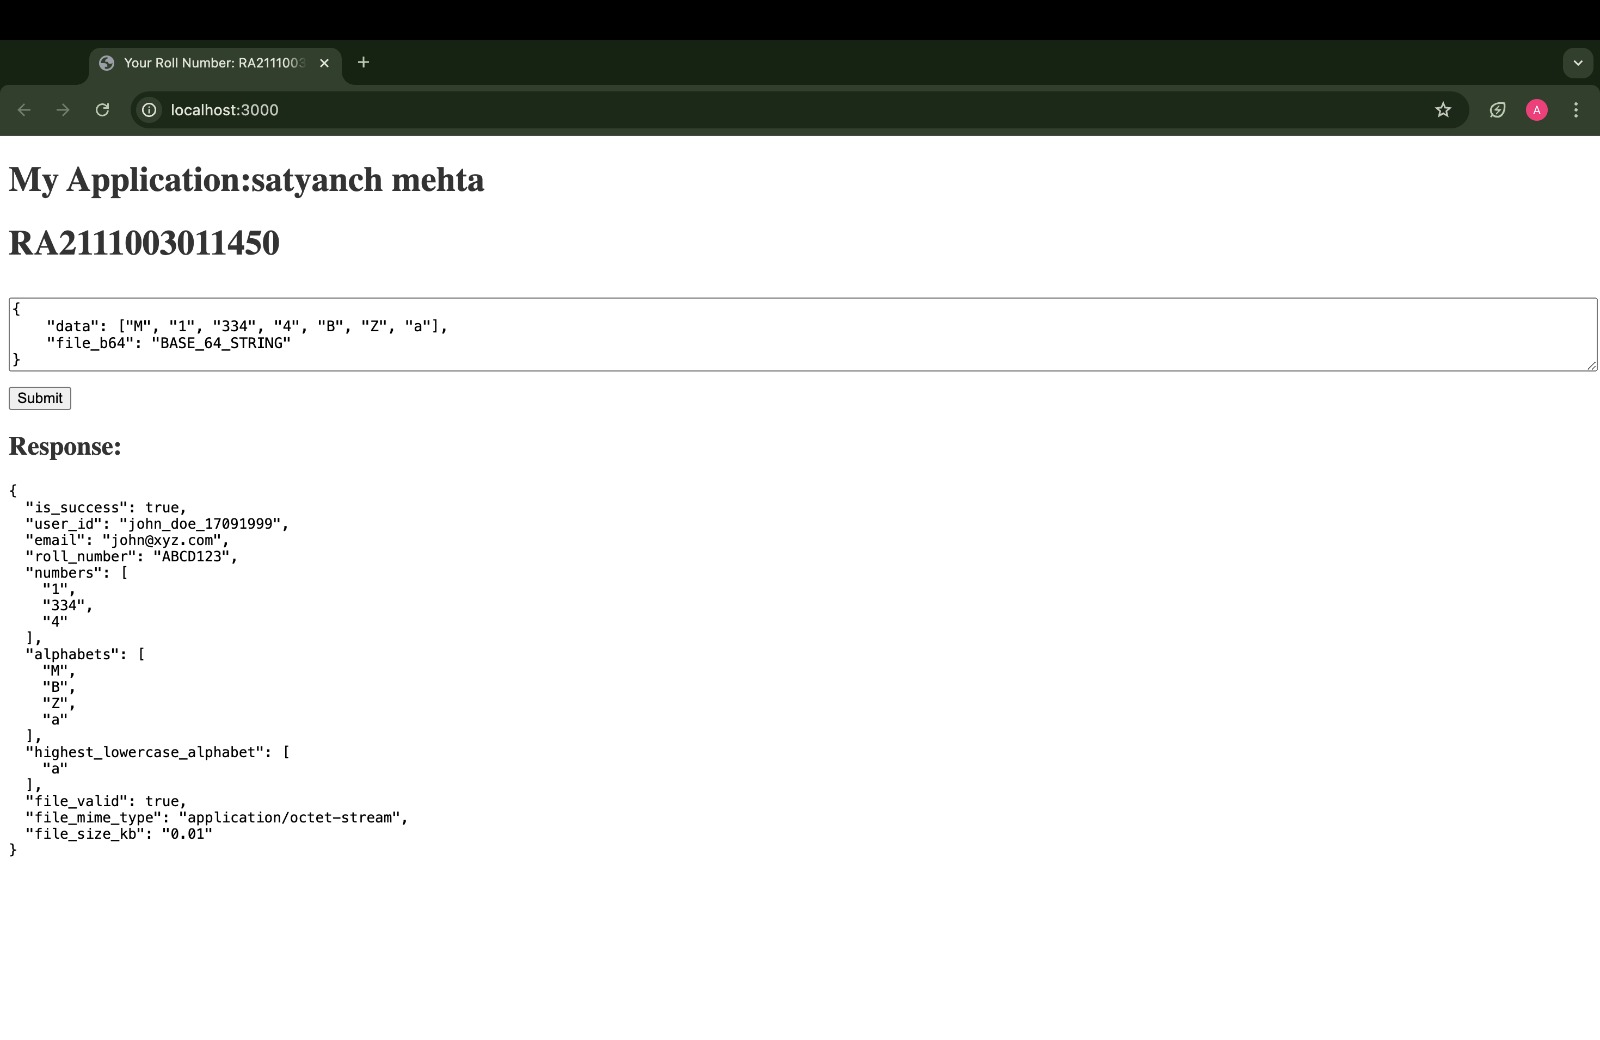 Your Roll Number: RA2111003
localhost:3000
A
My Application:satyanch mehta
RA2111003011450
{
    "data": ["M", "1", "334", "4", "B", "Z", "a"],
    "file_b64": "BASE_64_STRING"
}
Submit
Response:
{
  "is_success": true,
  "user_id": "john_doe_17091999",
  "email": "john@xyz.com",
  "roll_number": "ABCD123",
  "numbers": [
    "1",
    "334",
    "4"
  ],
  "alphabets": [
    "M",
    "B",
    "Z",
    "a"
  ],
  "highest_lowercase_alphabet": [
    "a"
  ],
  "file_valid": true,
  "file_mime_type": "application/octet-stream",
  "file_size_kb": "0.01"
}